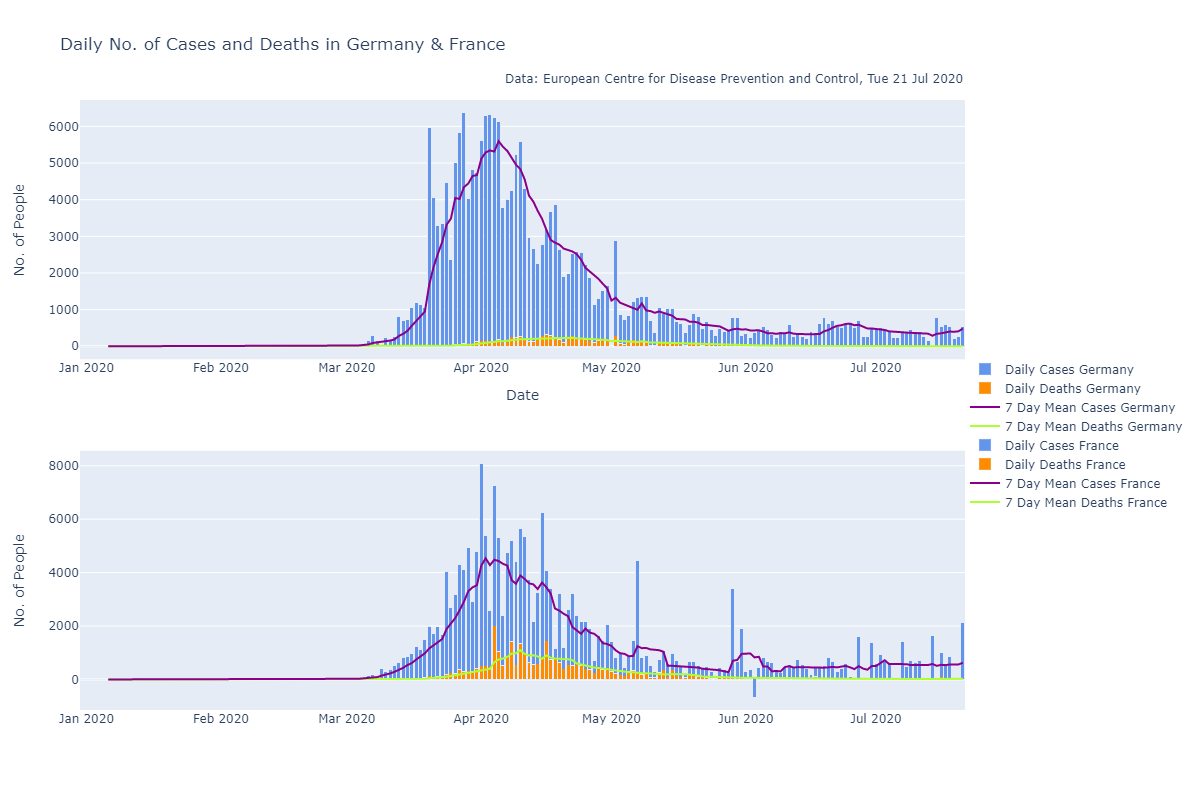 Daily No. of Cases and Deaths in Germany & France
Data: European Centre for Disease Prevention and Control, Tue 21 Jul 2020
No. of People
6000
5000
4000
3000
2000
1000
0
Jan 2020 Feb 2020 Mar 2020 Apr 2020 May 2020 Jun 2020 Jul 2020
Date
Daily Cases Germany
Daily Deaths Germany
7 Day Mean Cases Germany
7 Day Mean Deaths Germany
Daily Cases France
Daily Deaths France
7 Day Mean Cases France
7 Day Mean Deaths France
No. of People
8000
6000
4000
2000
0
Jan 2020 Feb 2020 Mar 2020 Apr 2020 May 2020 Jun 2020 Jul 2020